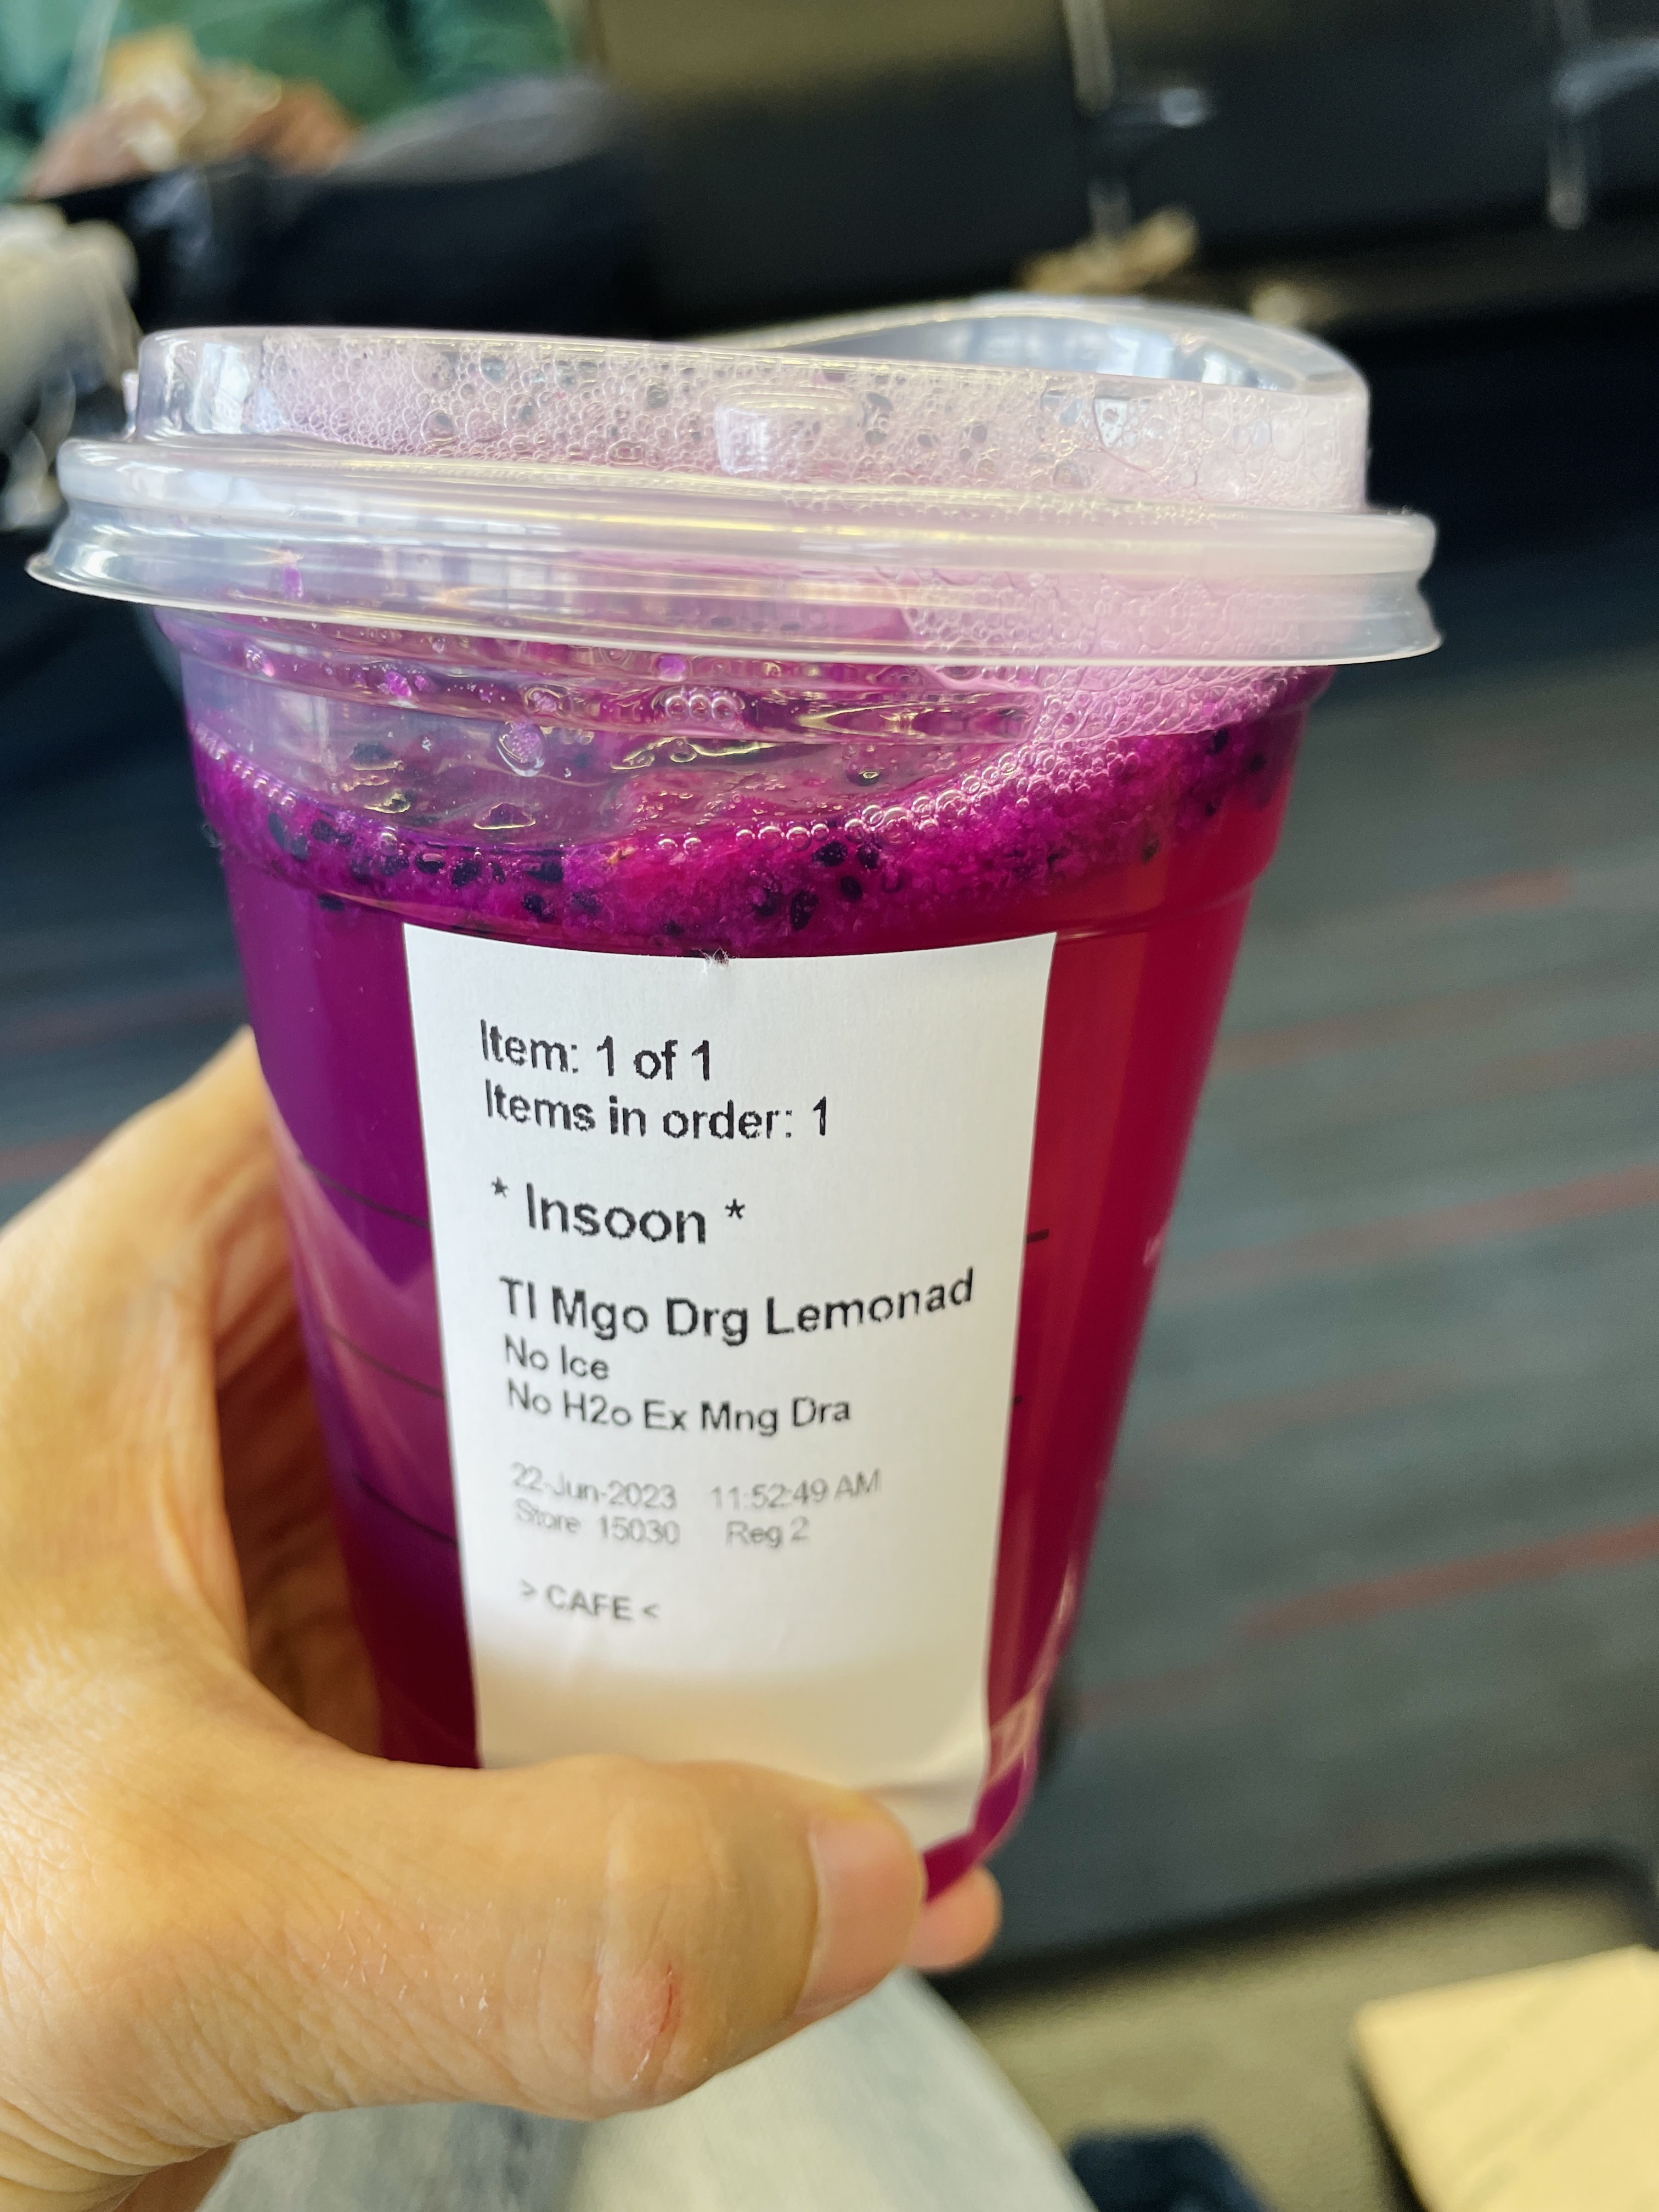 Item: 1 of 1
Items in order: 1
* Insoon *
Tl Mgo Drg Lemonad
No Ice
No H2o Ex Mng Dra
22-Jun-2023 11:52:49 AM
Store 15030 Reg 2
> CAFE <